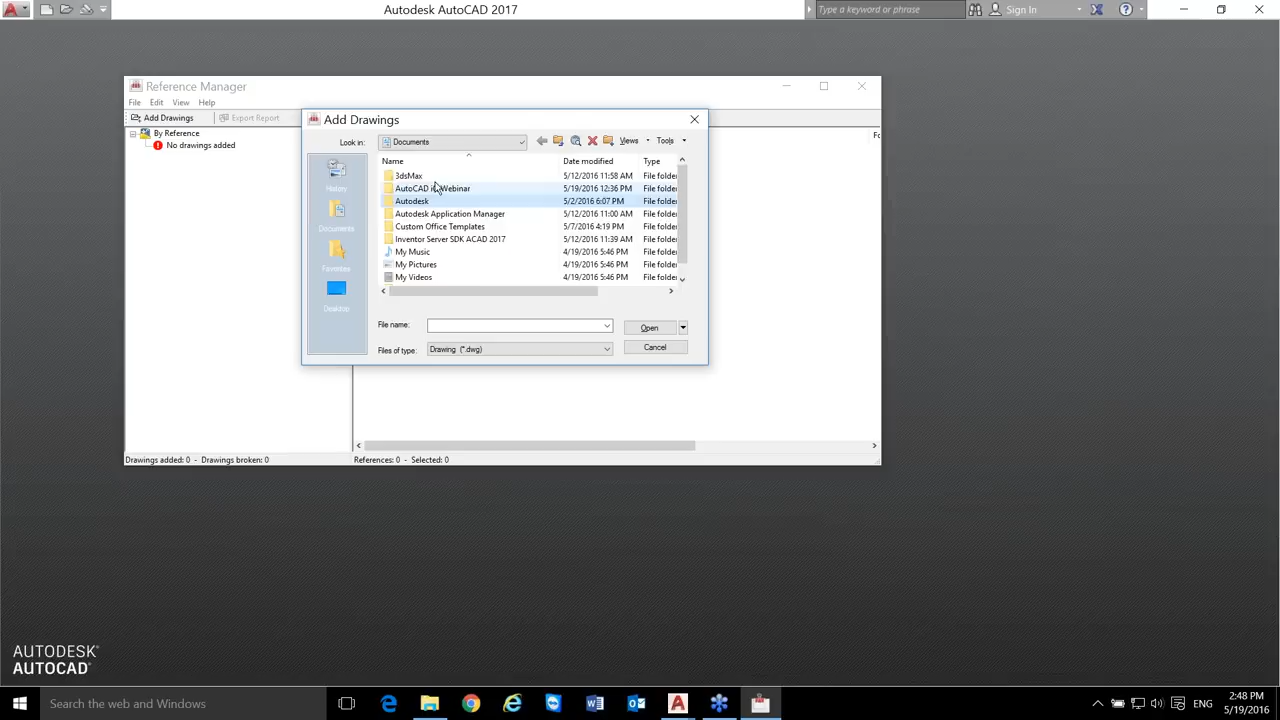 Autodesk AutoCAD 2017
Type a keyword or phrase
Sign In
Reference Manager
File Edit View Help
Add Drawings
Export Report
By Reference
No drawings added
Add Drawings
Look in:
Documents
Views
Tools
Name Date modified Type
3dsMax 5/12/2016 11:58 AM File folder
Webinar 5/19/2016 12:36 PM File folder
Autodesk 5/2/2016 6:07 PM File folder
Autodesk Application Manager 5/12/2016 11:00 AM File folder
Custom Office Templates 5/7/2016 4:19 PM File folder
Inventor Server SDK ACAD 2017 5/12/2016 11:39 AM File folder
My Music 4/19/2016 5:46 PM File folder
My Pictures 4/19/2016 5:46 PM File folder
My Videos 4/19/2016 5:46 PM File folder
History
Documents
Favorites
Desktop
File name:
Open
Files of type:
Drawing (*.dwg)
Cancel
Drawings added: 0 - Drawings broken: 0
References: 0 - Selected: 0
AUTODESK®
AUTOCAD®
Search the web and Windows
ENG
2:48 PM
5/19/2016